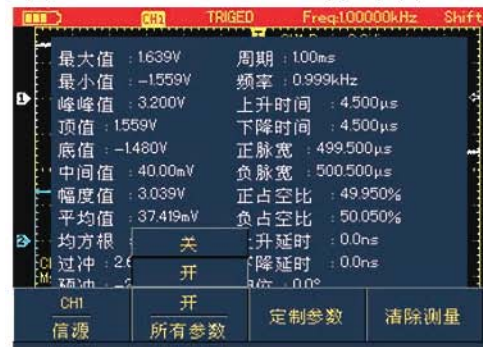 CH1 TRIGED Freq:1.00000kHz Shift
最大值 : 1.639V 周期 : 1.00ms
最小值 : -1.559V 频率 : 0.999kHz
峰峰值 : 3.200V 上升时间 : 4.500μs
顶值 : 1.559V 下降时间 : 4.500μs
底值 : -1.480V 正脉宽 : 499.500μs
中间值 : 40.00mV 负脉宽 : 500.500μs
幅度值 : 3.039V 正占空比 : 49.950%
平均值 : 37.419mV 负占空比 : 50.050%
均方根 升延时 : 0.0ns
过冲 : 2.6 降延时 : 0.0ns
0.0°
关
开
CH1 开 定制参数 清除测量
信源 所有参数
1
2